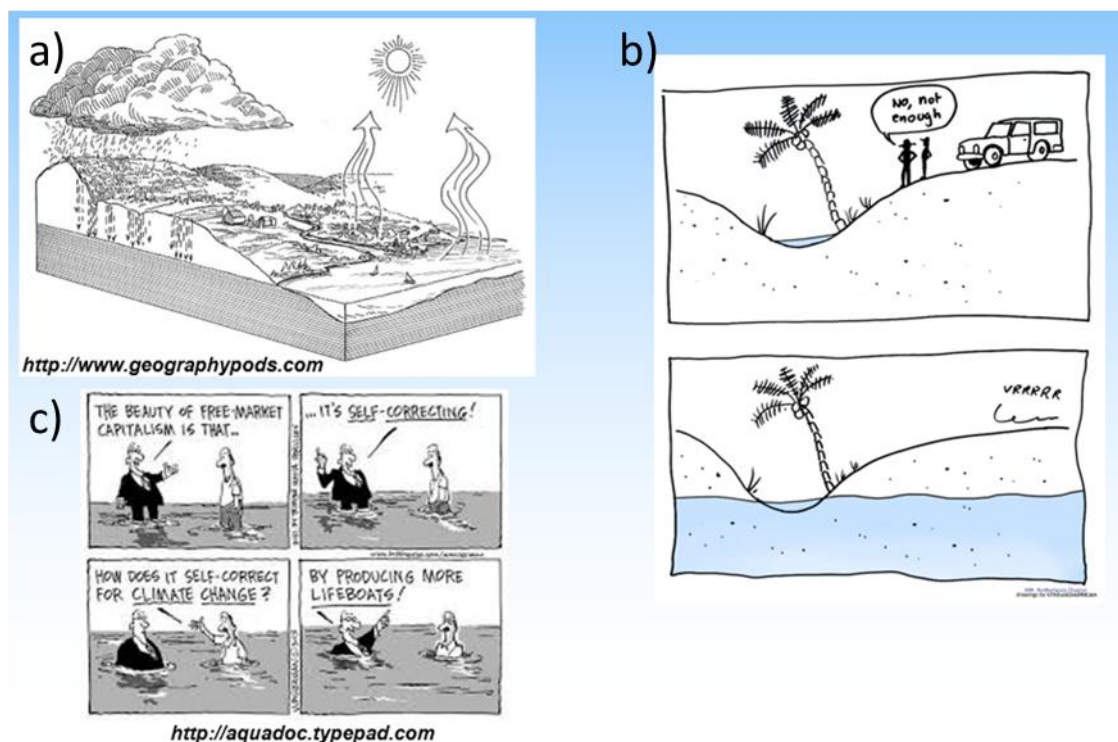 a)
http://www.geographypods.com
b)
No, not
enough
VRRRRR
c)
THE BEAUTY OF FREE-MARKET
CAPITALISM IS THAT..
...IT'S SELF-CORRECTING!
HOW DOES IT SELF-CORRECT
FOR CLIMATE CHANGE?
BY PRODUCING MORE
LIFEBOATS!
http://aquadoc.typepad.com